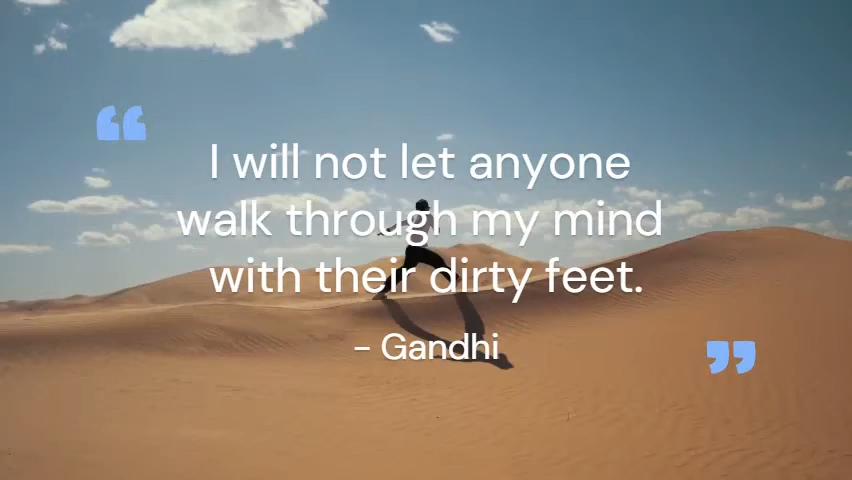 “
I will not let anyone
walk through my mind
with their dirty feet.
- Gandhi
”